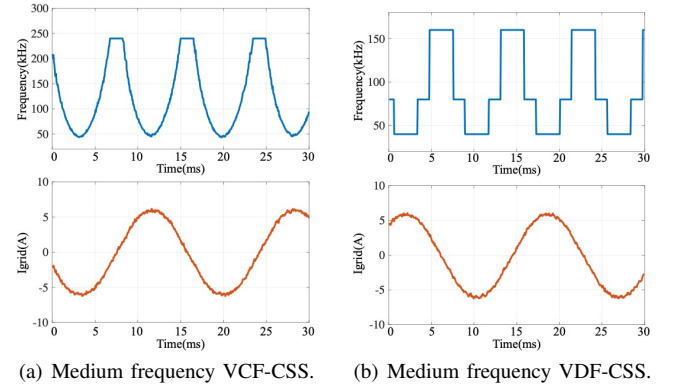 300
250
200
150
100
50
Frequency(kHz)
0 5 10 15 20 25 30
Time(ms)
150
100
50
Frequency(kHz)
0 5 10 15 20 25 30
Time(ms)
10
5
0
-5
-10
Igrid(A)
0 5 10 15 20 25 30
Time(ms)
10
5
0
-5
-10
Igrid(A)
0 5 10 15 20 25 30
Time(ms)
(a) Medium frequency VCF-CSS.
(b) Medium frequency VDF-CSS.